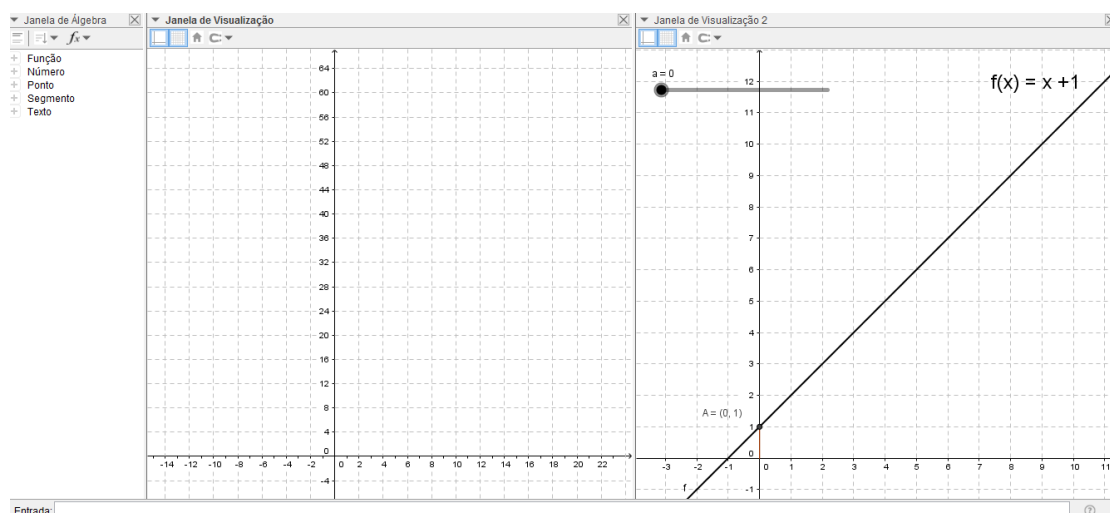 Janela de Álgebra
Função
Número
Ponto
Segmento
Texto
Janela de Visualização
64
60
56
52
48
44
40
36
32
28
24
20
16
12
8
4
0
-4
-14 -12 -10 -8 -6 -4 -2 0 2 4 6 8 10 12 14 16 18 20 22
Janela de Visualização 2
a = 0
f(x) = x +1
12
11
10
9
8
7
6
5
4
3
2
A = (0, 1)
1
0
-3 -2 -1 0 1 2 3 4 5 6 7 8 9 10 11
f
-1
Entrada: